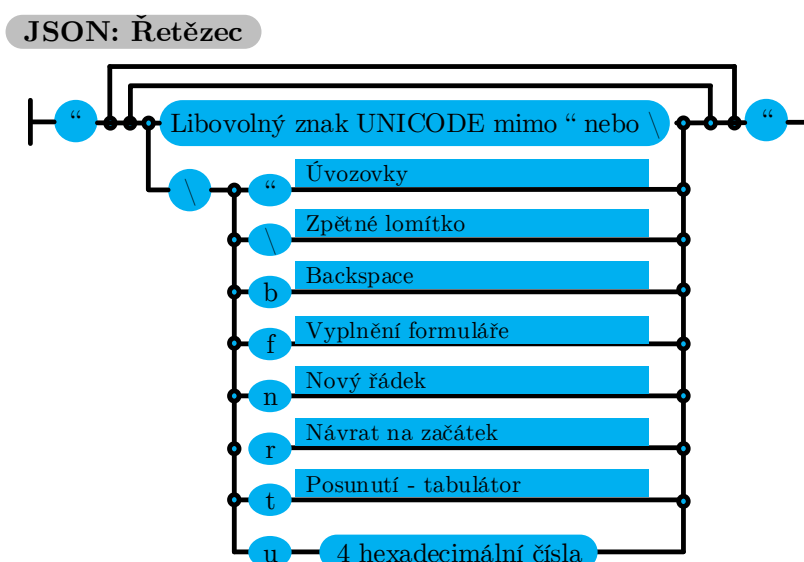 JSON: Řetězec
“ Libovolný znak UNICODE mimo “ nebo \ “
\ “ Úvozovky
\ Zpětné lomítko
b Backspace
f Vyplnění formuláře
n Nový řádek
r Návrat na začátek
t Posunutí - tabulátor
u 4 hexadecimální čísla